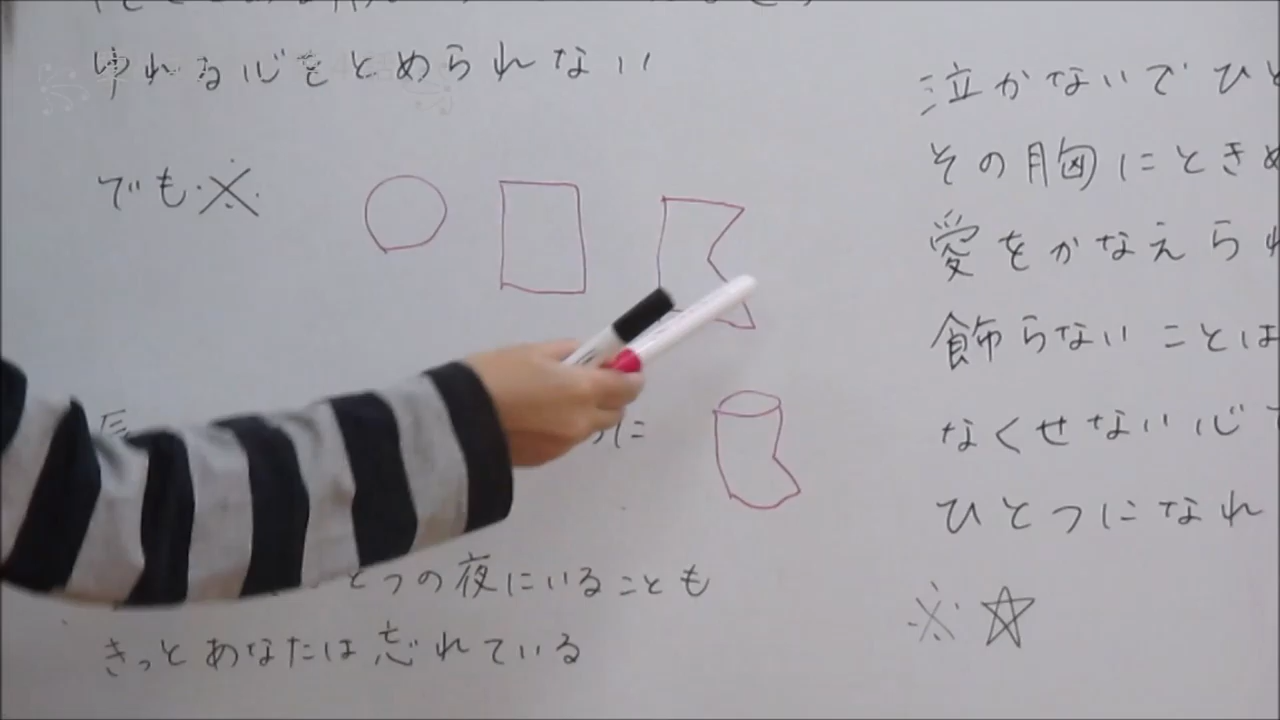 ゆれる心をとめられない
でも※
に
とつの夜にいることも
きっとあなたは忘れている
泣かないでひと
その胸にときめ
愛をかなえられ
飾らないことは
なくせない心で
ひとつになれ
※☆